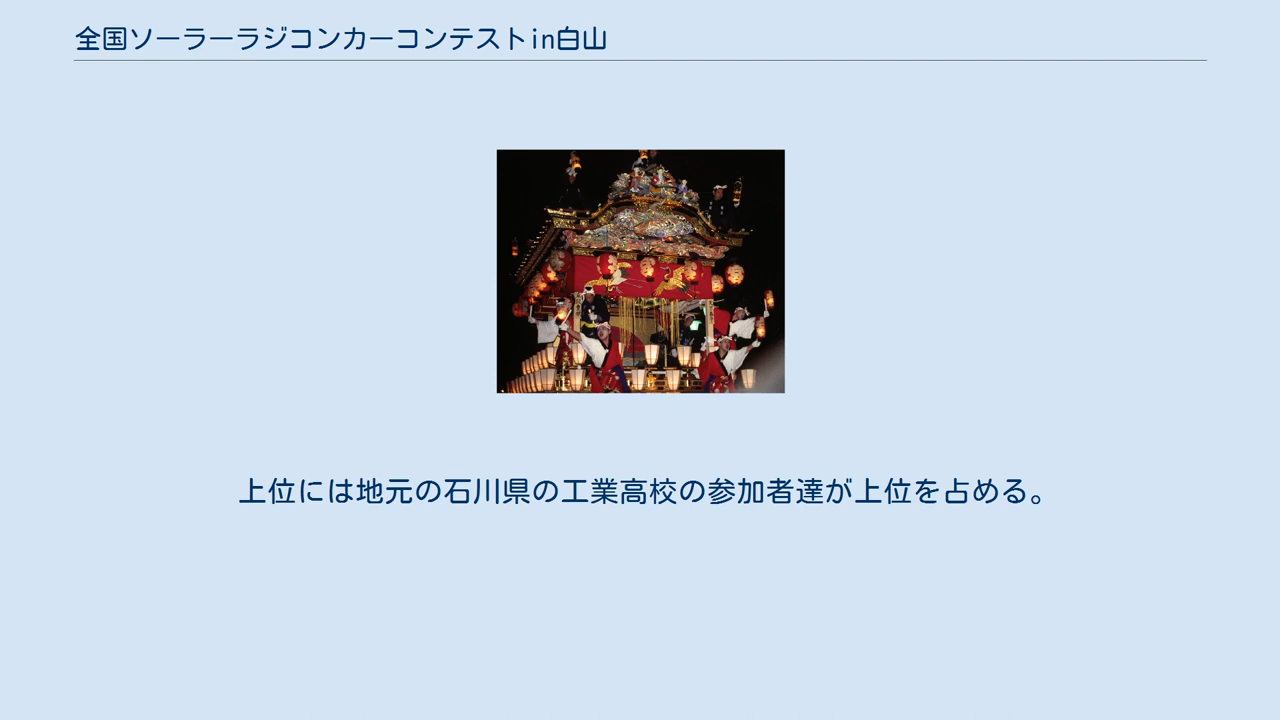 全国ソーラーラジコンカーコンテストin白山
上位には地元の石川県の工業高校の参加者達が上位を占める。